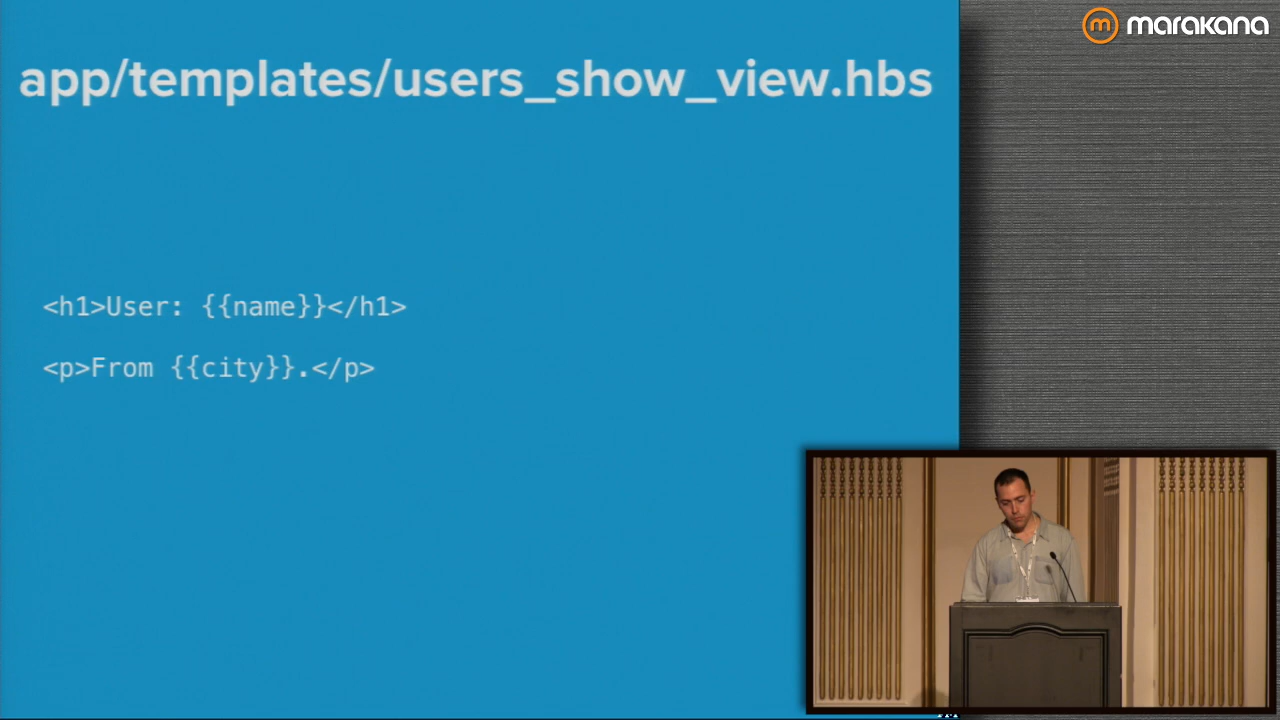 marakana
app/templates/users_show_view.hbs
<h1>User: {{name}}</h1>
<p>From {{city}}.</p>